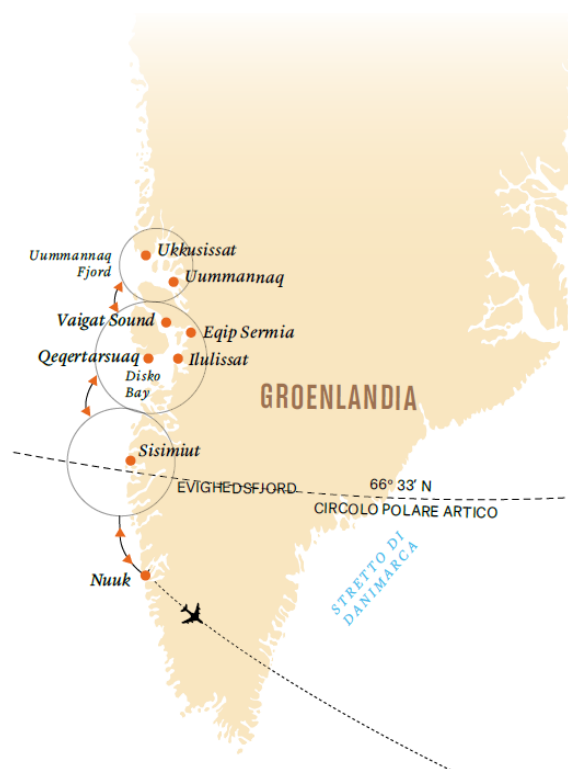 Ukkusissat
Uummannaq
Fjord
Uummannaq
Vaigat Sound
Eqip Sermia
Qeqertarsuaq
Ilulissat
Disko
Bay
GROENLANDIA
Sisimiut
EVIGHEDSFJORD
66° 33’ N
CIRCOLO POLARE ARTICO
STRETTO DI
DANIMARCA
Nuuk